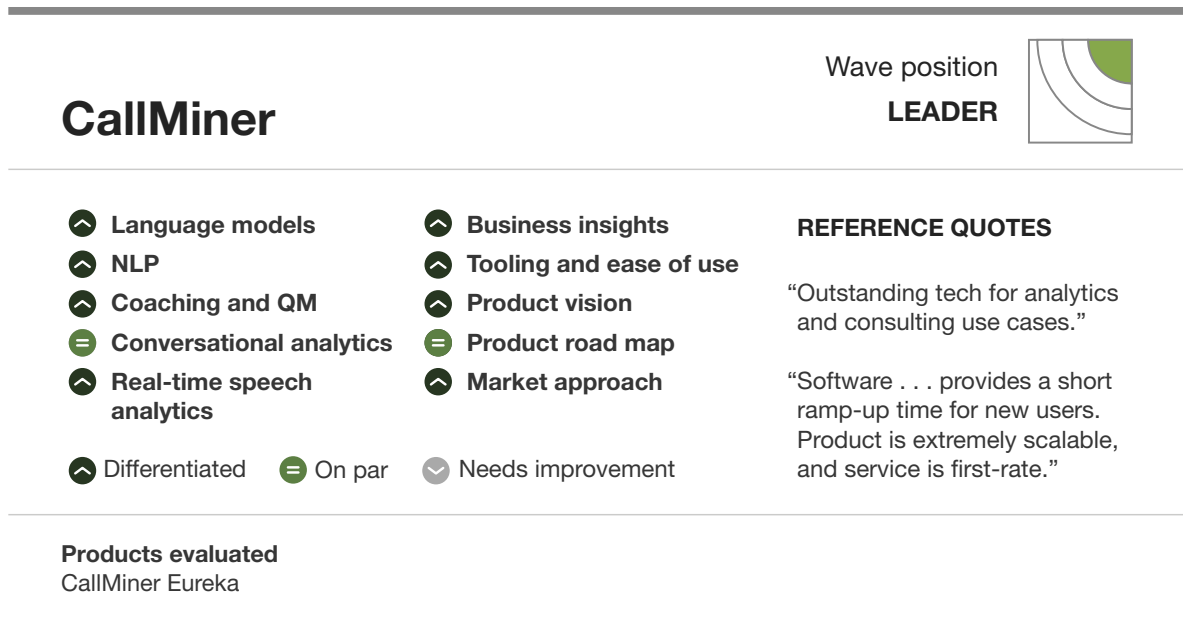 Wave position
LEADER
CallMiner
Language models
NLP
Coaching and QM
Conversational analytics
Real-time speech
analytics
Business insights
Tooling and ease of use
Product vision
Product road map
Market approach
Differentiated
On par
Needs improvement
REFERENCE QUOTES
“Outstanding tech for analytics
and consulting use cases.”
“Software . . . provides a short
ramp-up time for new users.
Product is extremely scalable,
and service is first-rate.”
Products evaluated
CallMiner Eureka